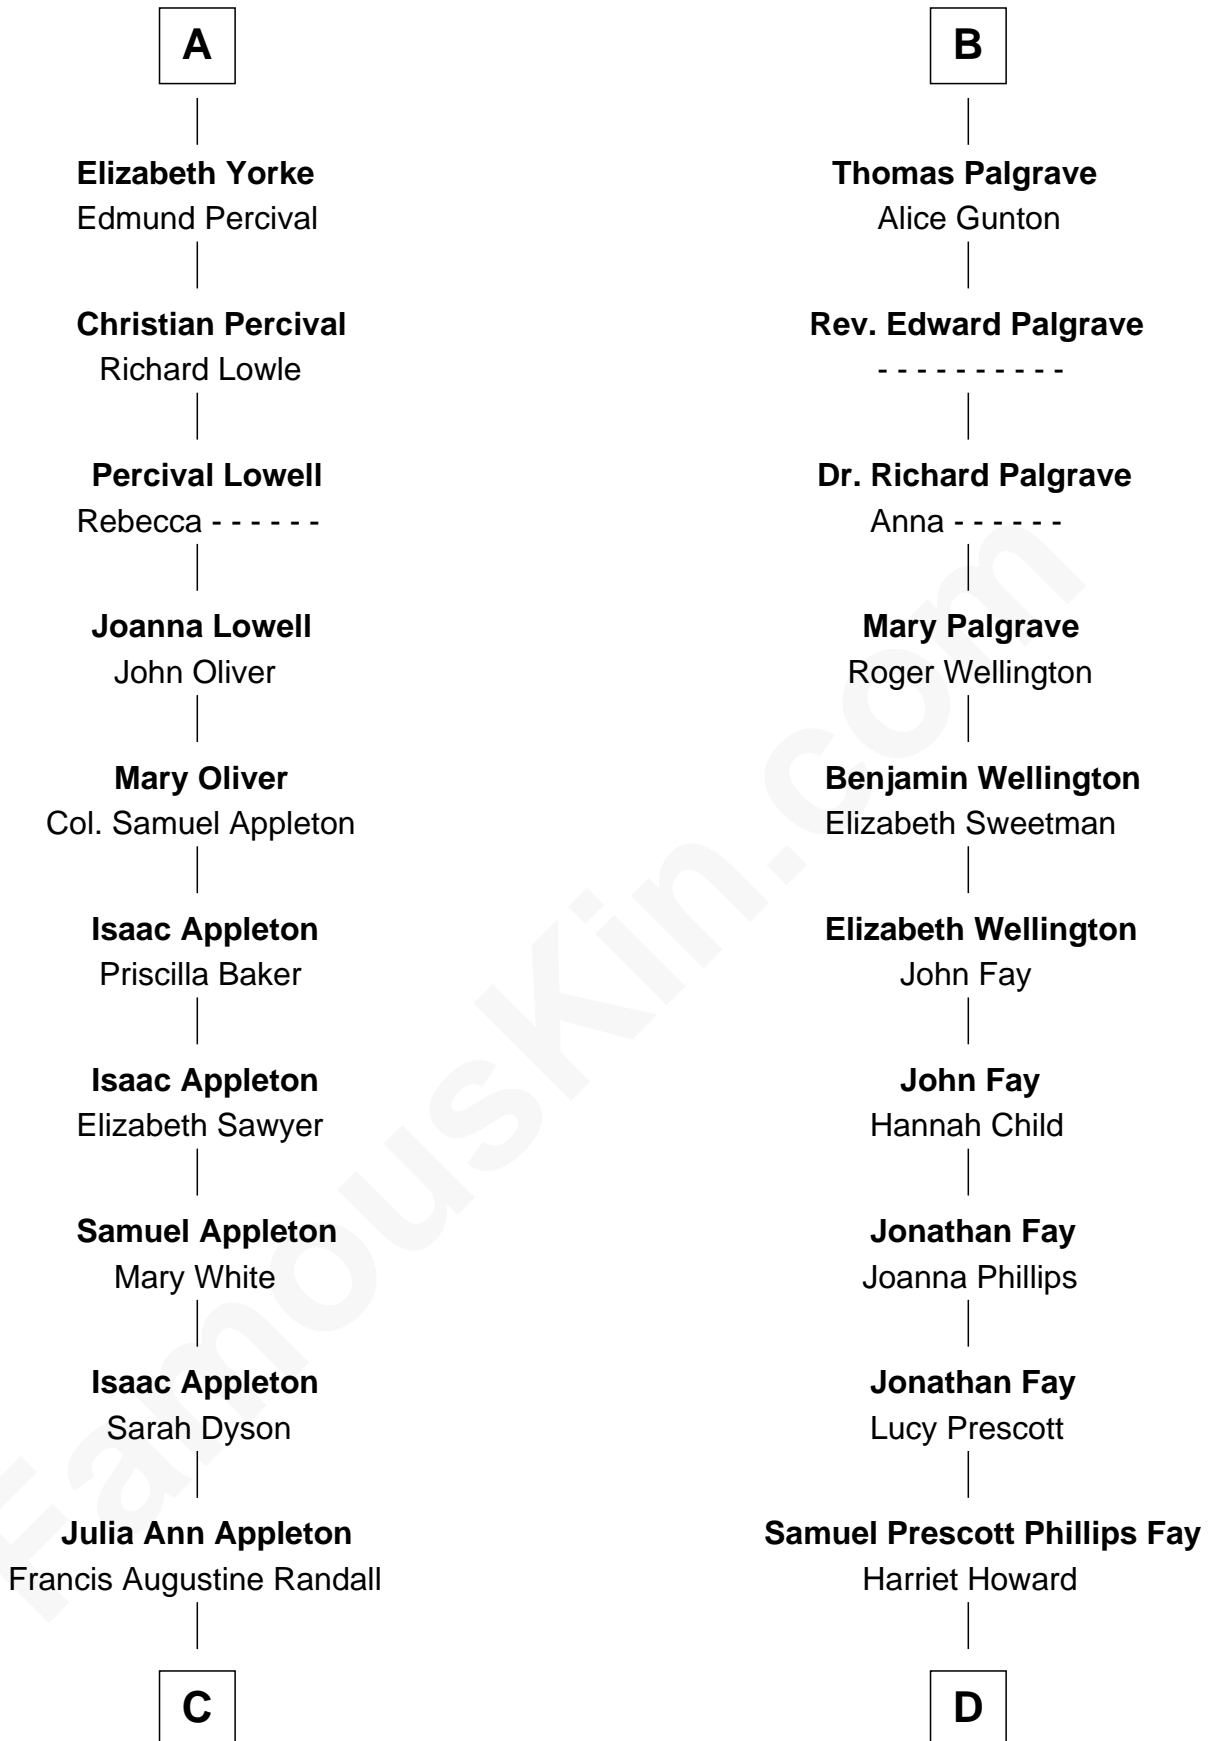 A
Elizabeth Yorke
Edmund Percival
Christian Percival
Richard Lowle
Percival Lowell
Rebecca - - - - - -
Joanna Lowell
John Oliver
Mary Oliver
Col. Samuel Appleton
Isaac Appleton
Priscilla Baker
Isaac Appleton
Elizabeth Sawyer
Samuel Appleton
Mary White
Isaac Appleton
Sarah Dyson
Julia Ann Appleton
Francis Augustine Randall
C
B
Thomas Palgrave
Alice Gunton
Rev. Edward Palgrave
- - - - - - - - - -
Dr. Richard Palgrave
Anna - - - - - -
Mary Palgrave
Roger Wellington
Benjamin Wellington
Elizabeth Sweetman
Elizabeth Wellington
John Fay
John Fay
Hannah Child
Jonathan Fay
Joanna Phillips
Jonathan Fay
Lucy Prescott
Samuel Prescott Phillips Fay
Harriet Howard
D
FamousKin.com